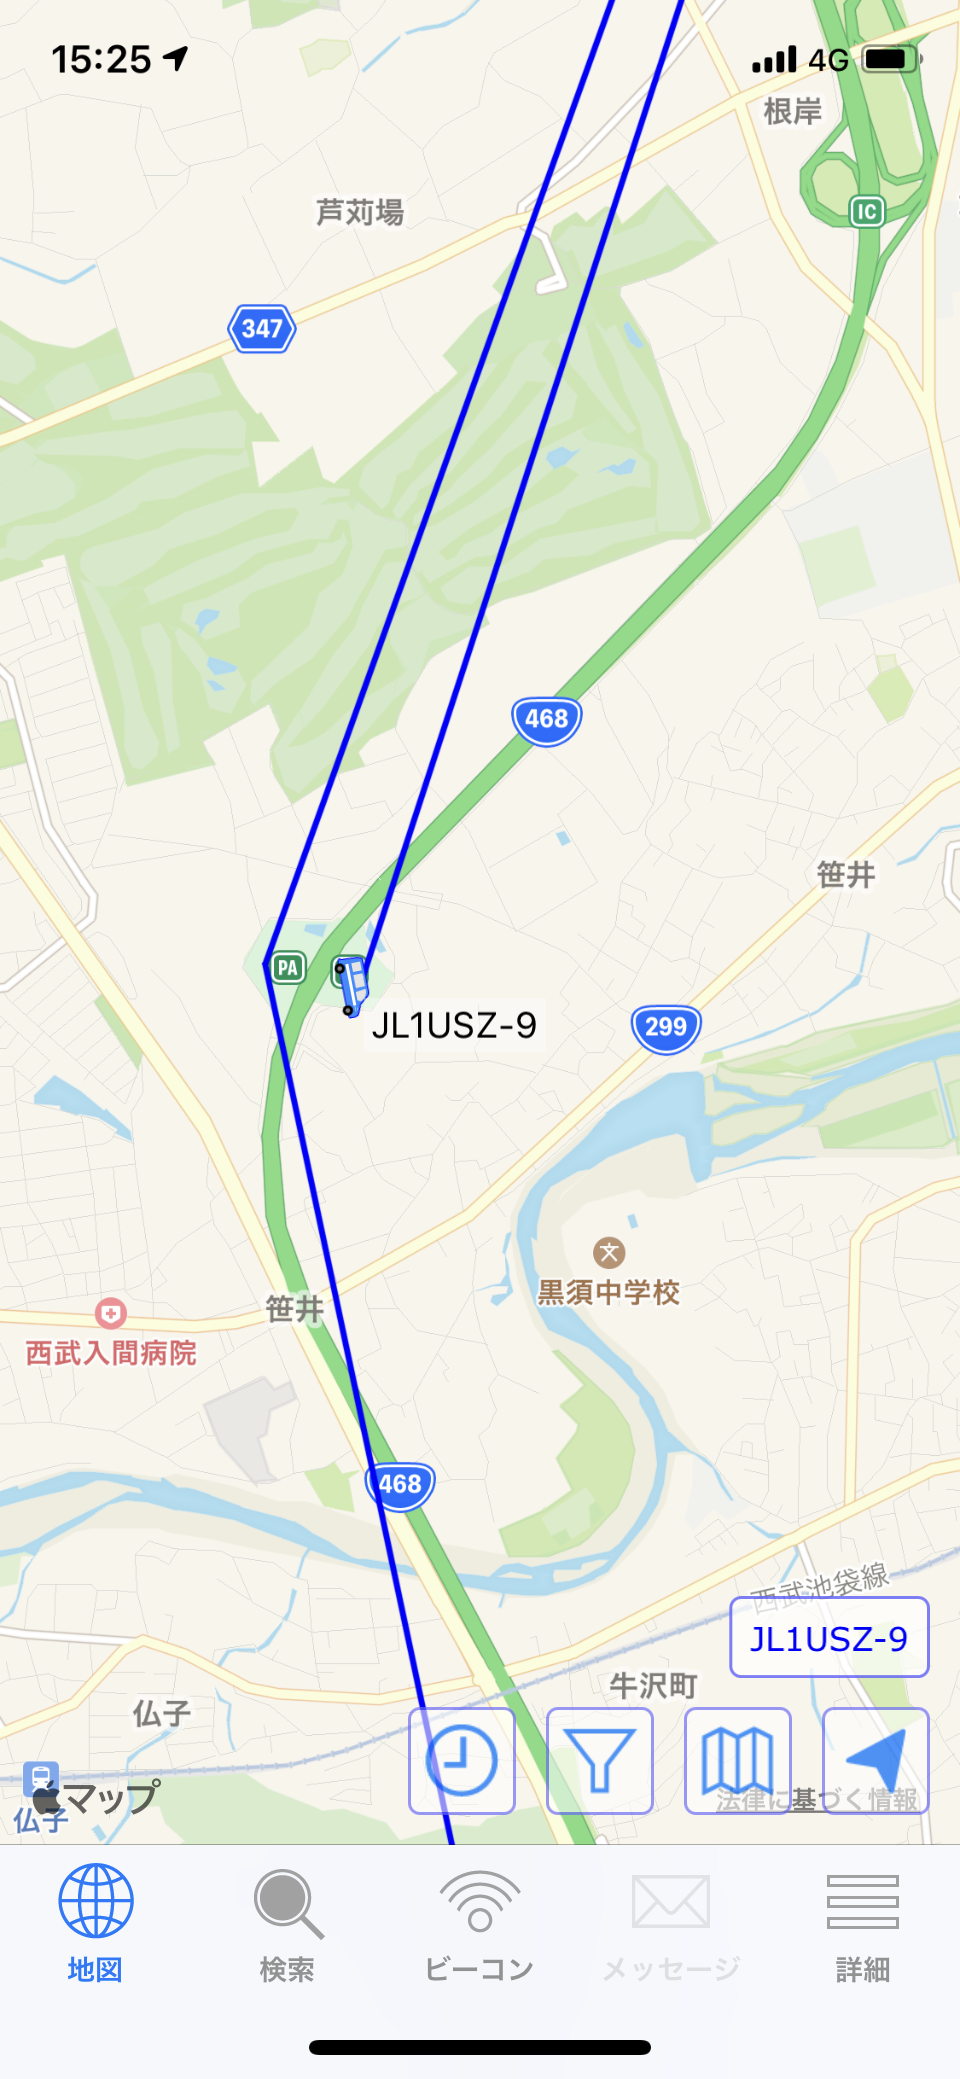 15:25
4G
根岸
IC
芦苅場
347
468
笹井
PA
JL1USZ-9
299
黒須中学校
笹井
西武入間病院
468
西武池袋線
JL1USZ-9
牛沢町
仏子
マップ
仏子
法律に基づく情報
地図
検索
ビーコン
メッセージ
詳細